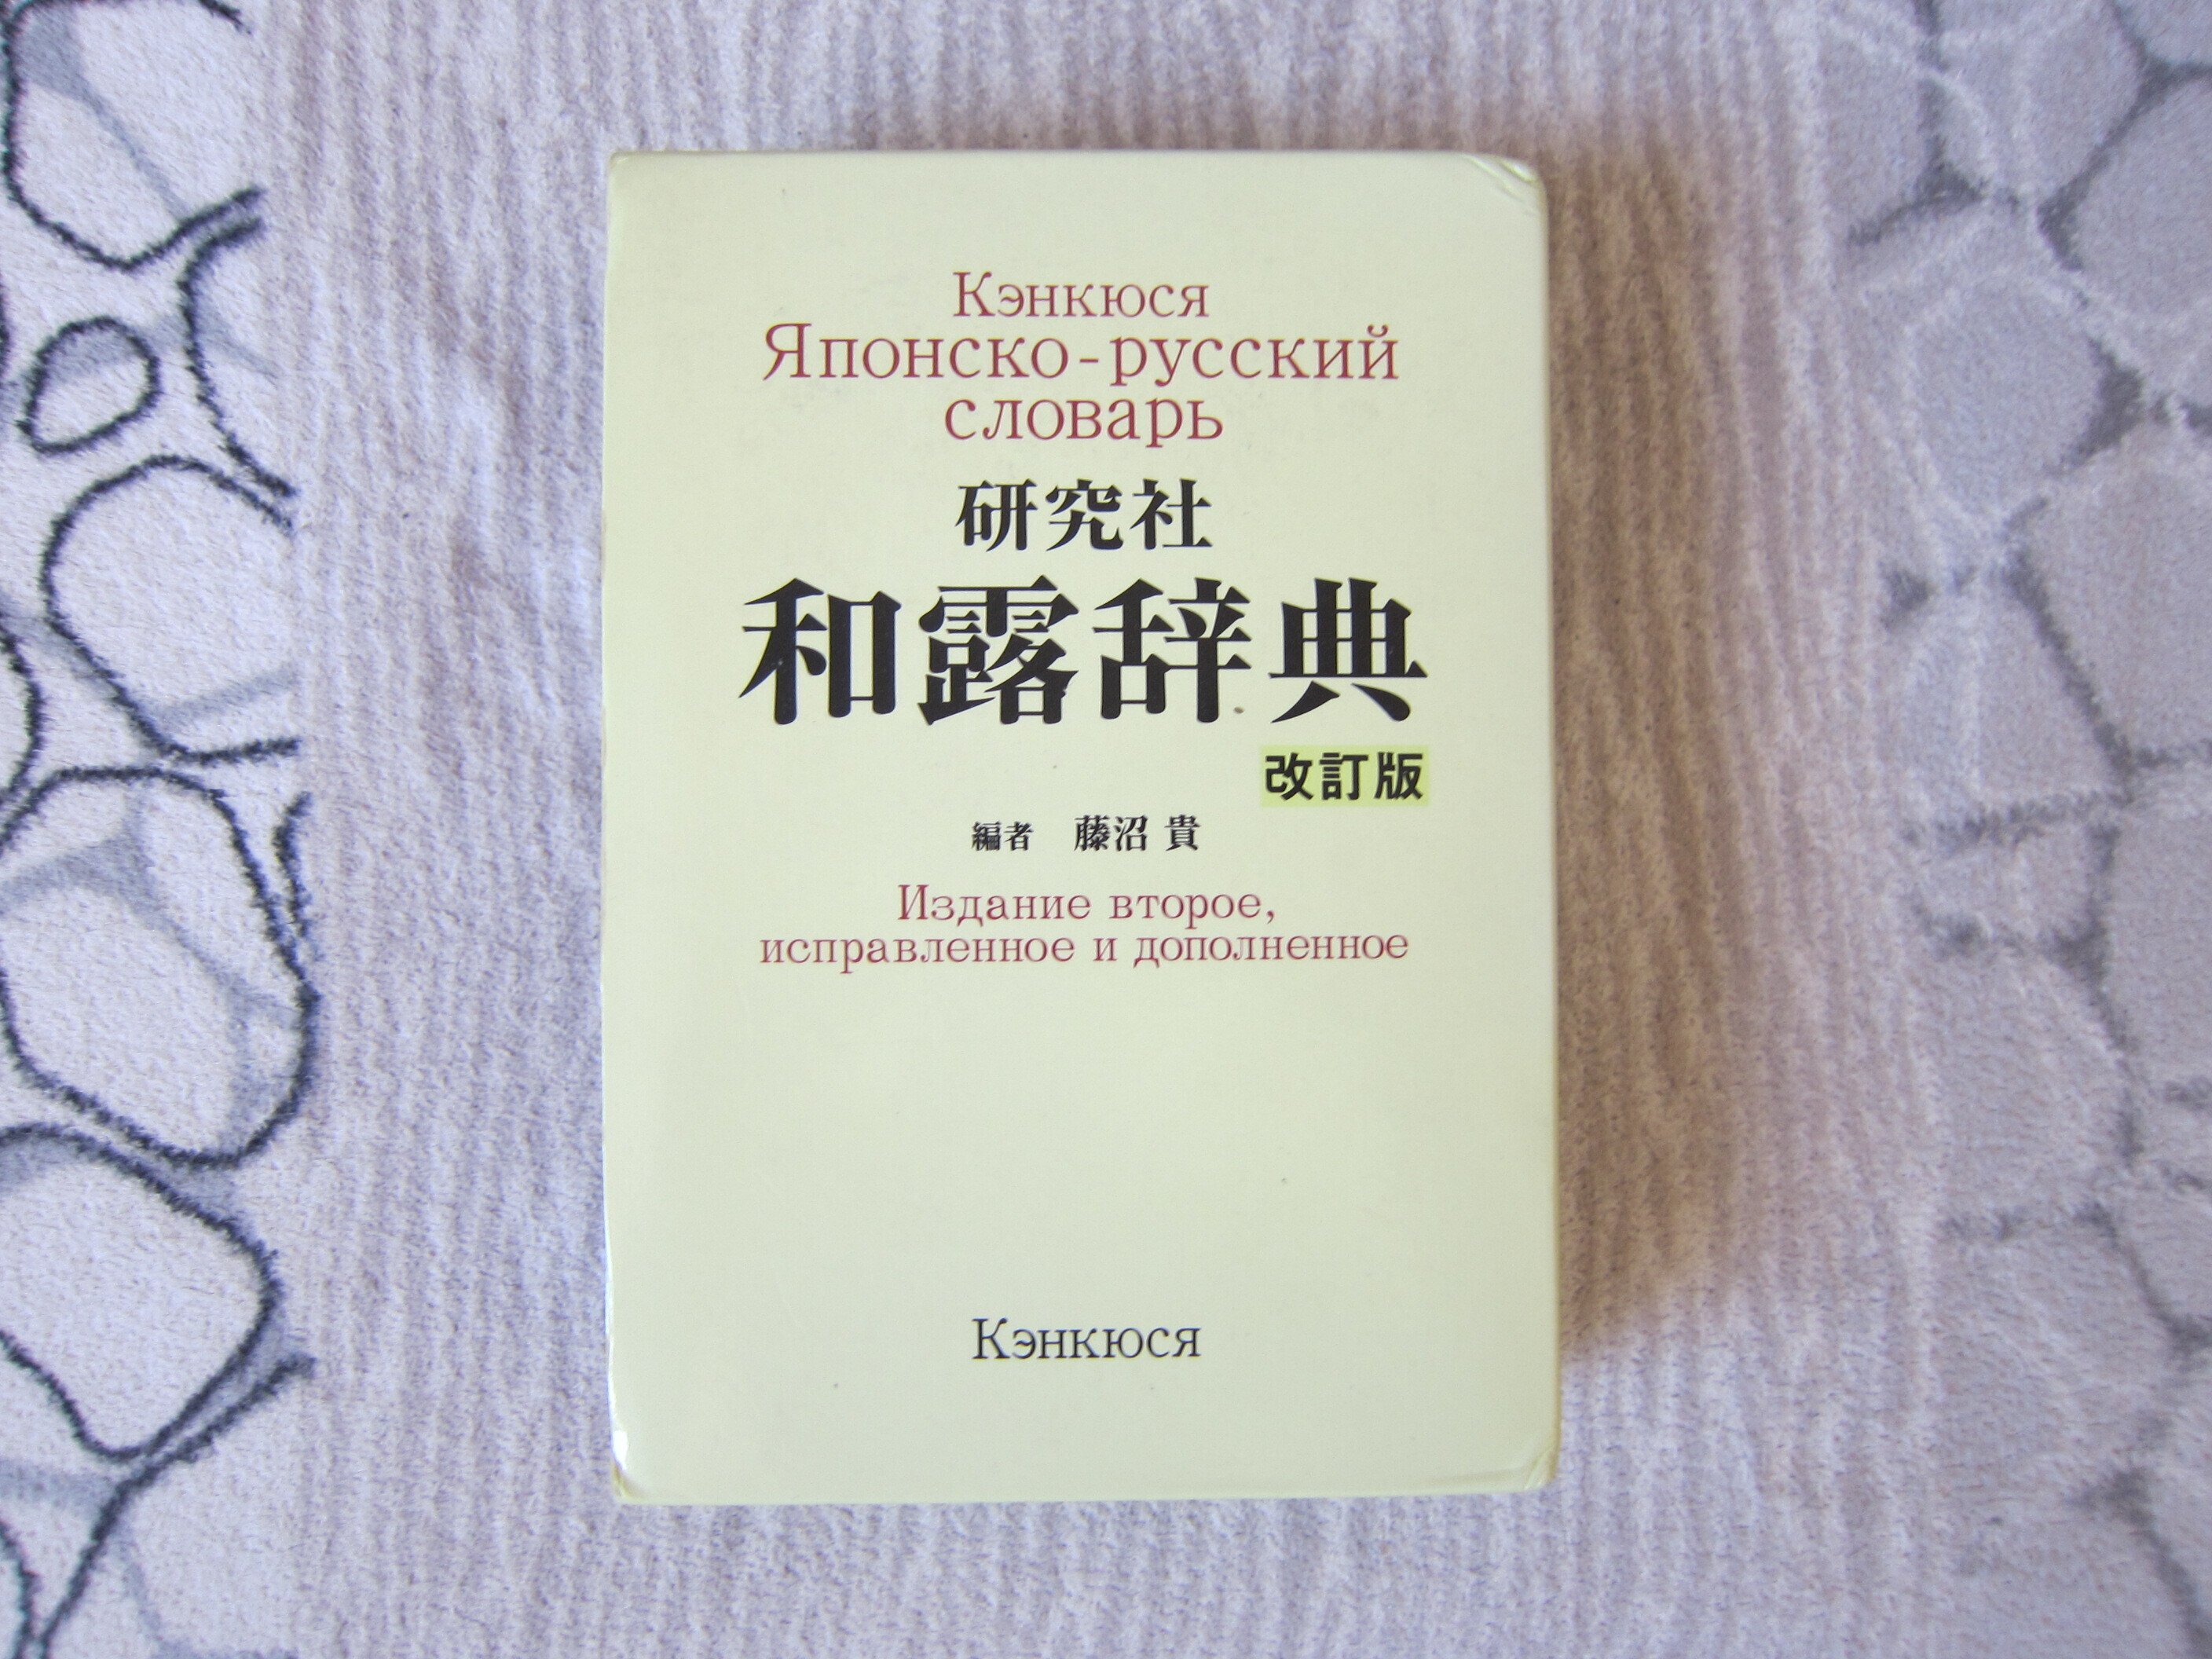 Кэнкюся
Японско-русский
словарь
研究社
和露辞典
改訂版
編者 藤沼 貴
Издание второе,
исправленное и дополненное
Кэнкюся